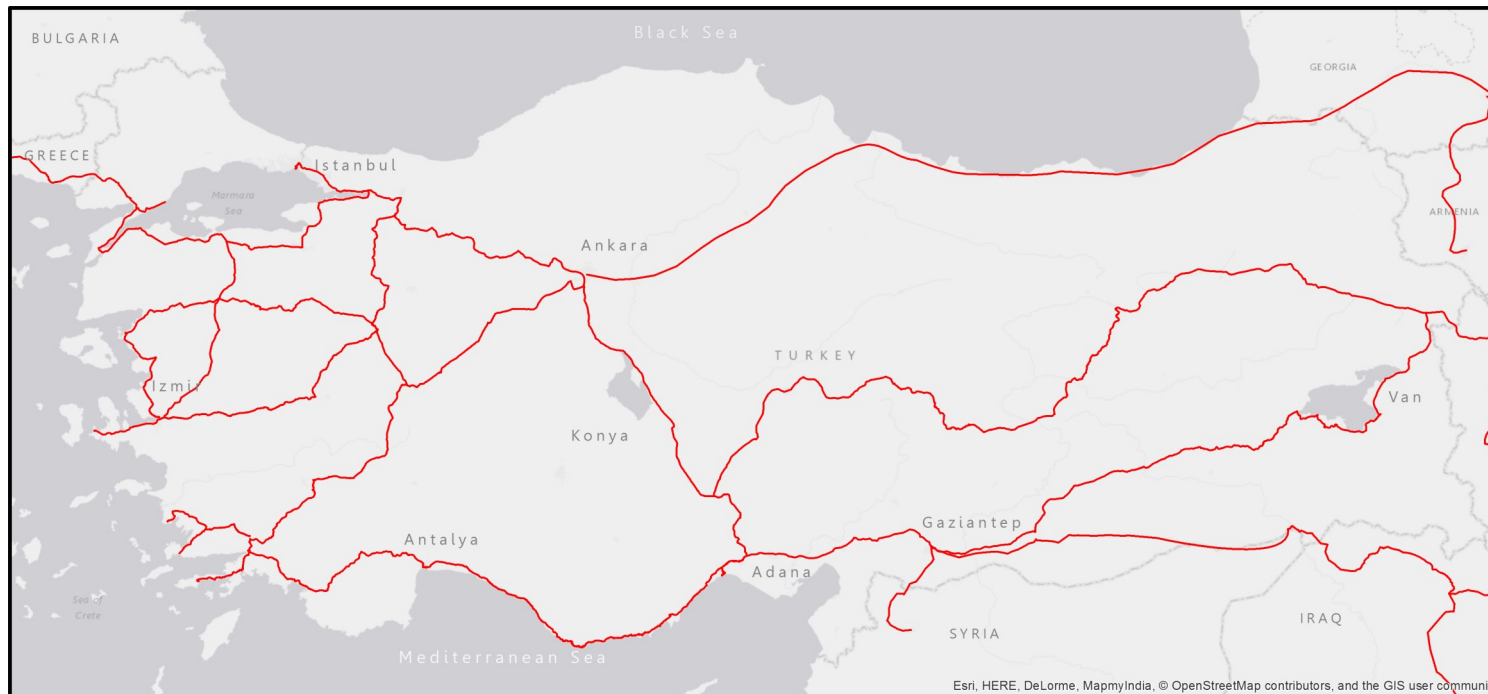 BULGARIA
Black Sea
GEORGIA
GREECE
Istanbul
Marmara
Sea
ARMENIA
Ankara
TURKEY
Izmir
Van
Konya
Gaziantep
Antalya
Adana
Sea of
Crete
SYRIA
IRAQ
Mediterranean Sea
Esri, HERE, DeLorme, MapmyIndia, © OpenStreetMap contributors, and the GIS user communi